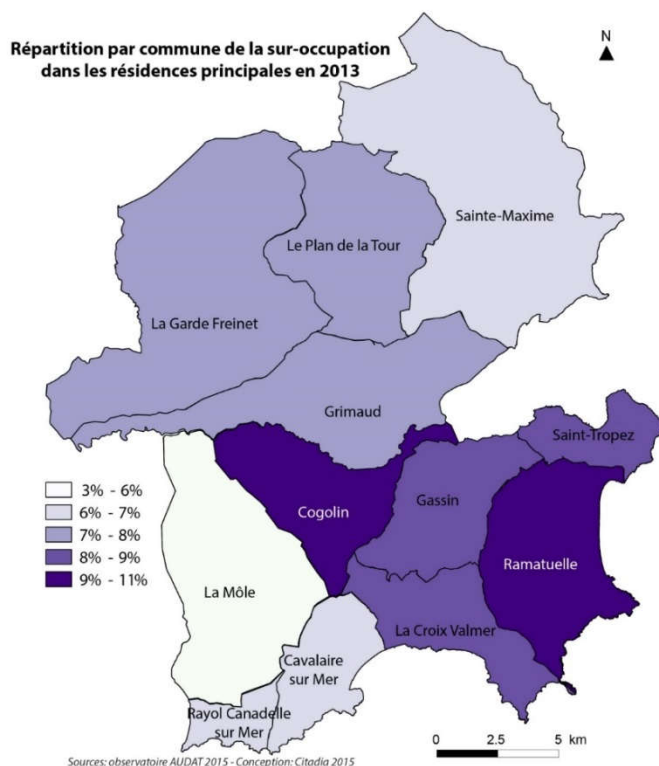 Répartition par commune de la sur-occupation
dans les résidences principales en 2013
N
Sainte-Maxime
Le Plan de la Tour
La Garde Freinet
Grimaud
Saint-Tropez
3% - 6%
6% - 7%
7% - 8%
8% - 9%
9% - 11%
Cogolin
Gassin
Ramatuelle
La Môle
La Croix Valmer
Cavalaire
sur Mer
Rayol Canadelle
sur Mer
0 2.5 5 km
Sources: observatoire AUDAT 2015 - Conception: Citadia 2015